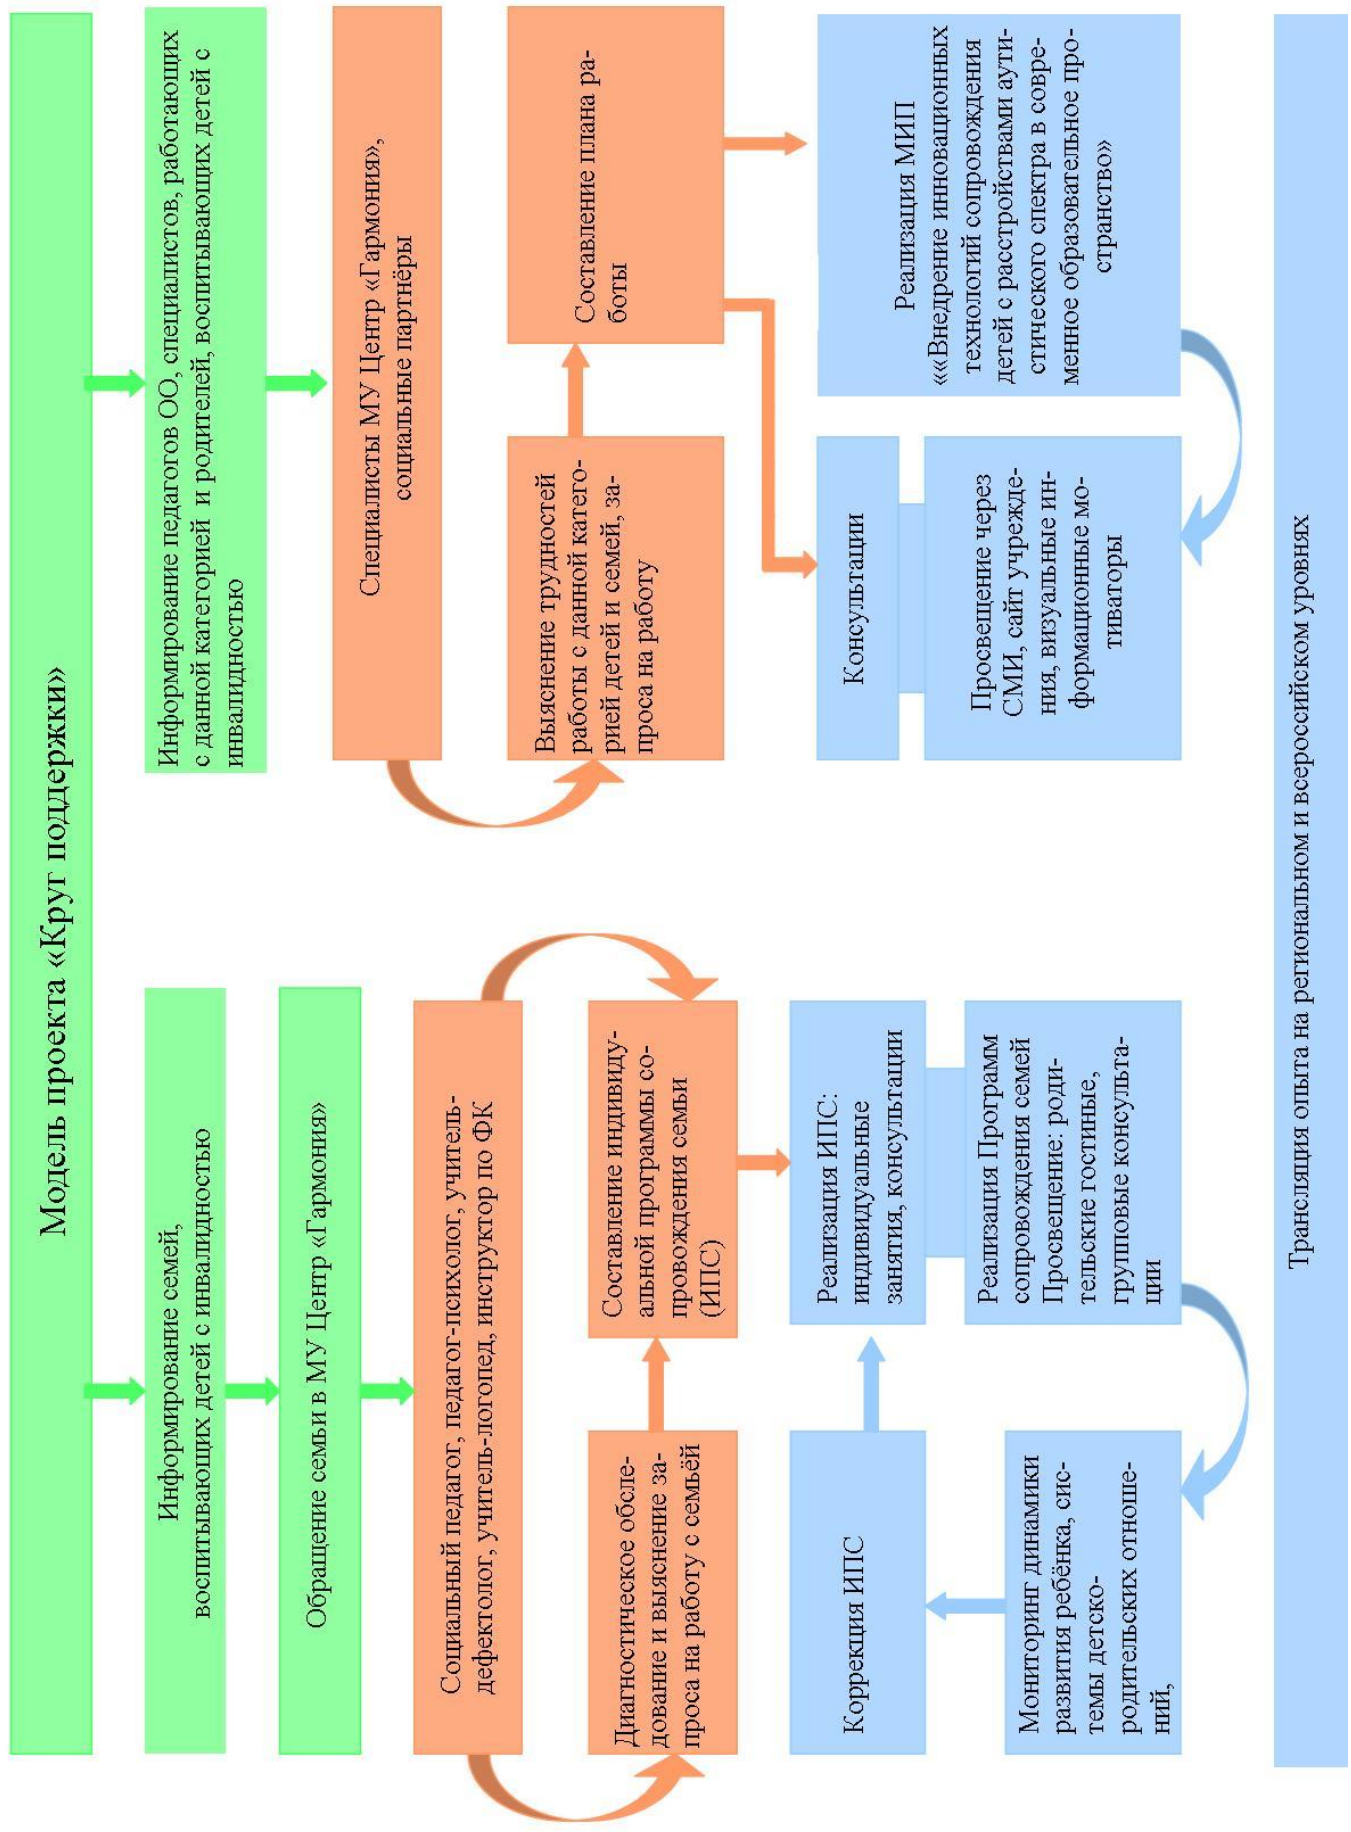 Модель проекта «Круг поддержки»
Информирование семей,
воспитывающих детей с инвалидностью
Обращение семьи в МУ Центр «Гармония»
Социальный педагог, педагог-психолог, учитель-
дефектолог, учитель-логопед, инструктор по ФК
Диагностическое обсле-
дование и выяснение за-
проса на работу с семьёй
Составление индивиду-
альной программы со-
провождения семьи
(ИПС)
Коррекция ИПС
Реализация ИПС:
индивидуальные
занятия, консультации
Мониторинг динамики
развития ребёнка, сис-
темы детско-
родительских отноше-
ний,
Реализация Программ
сопровождения семей
Просвещение: роди-
тельские гостиные,
групповые консульта-
ции
Информирование педагогов ОО, специалистов, работающих
с данной категорией и родителей, воспитывающих детей с
инвалидностью
Специалисты МУ Центр «Гармония»,
социальные партнёры
Выяснение трудностей
работы с данной катего-
рией детей и семей, за-
проса на работу
Составление плана ра-
боты
Консультации
Просвещение через
СМИ, сайт учрежде-
ния, визуальные ин-
формационные мо-
тиваторы
Реализация МИП
««Внедрение инновационных
технологий сопровождения
детей с расстройствами аути-
стического спектра в совре-
менное образовательное про-
странство»
Трансляция опыта на региональном и всероссийском уровнях